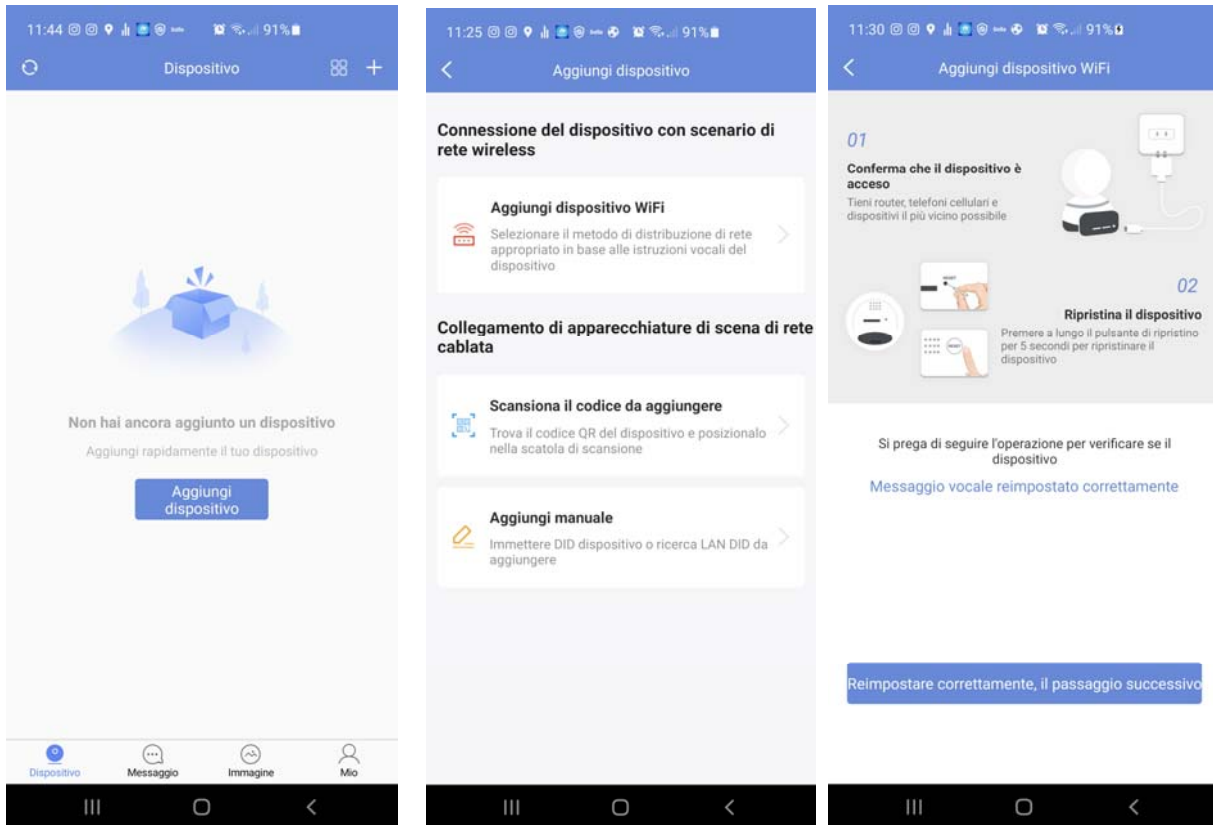 11:44
91%
Dispositivo
Non hai ancora aggiunto un dispositivo
Aggiungi rapidamente il tuo dispositivo
Aggiungi
dispositivo
Dispositivo
Messaggio
Immagine
Mio
11:25
91%
Aggiungi dispositivo
Connessione del dispositivo con scenario di
rete wireless
Aggiungi dispositivo WiFi
Selezionare il metodo di distribuzione di rete
appropriato in base alle istruzioni vocali del
dispositivo
Collegamento di apparecchiature di scena di rete
cablata
Scansiona il codice da aggiungere
Trova il codice QR del dispositivo e posizionalo
nella scatola di scansione
Aggiungi manuale
Immettere DID dispositivo o ricerca LAN DID da
aggiungere
11:30
91%
Aggiungi dispositivo WiFi
01
Conferma che il dispositivo è
acceso
Tieni router, telefoni cellulari e
dispositivi il più vicino possibile
RESET
RESET
02
Ripristina il dispositivo
Premere a lungo il pulsante di ripristino
per 5 secondi per ripristinare il
dispositivo
Si prega di seguire l'operazione per verificare se il
dispositivo
Messaggio vocale reimpostato correttamente
Reimpostare correttamente, il passaggio successivo